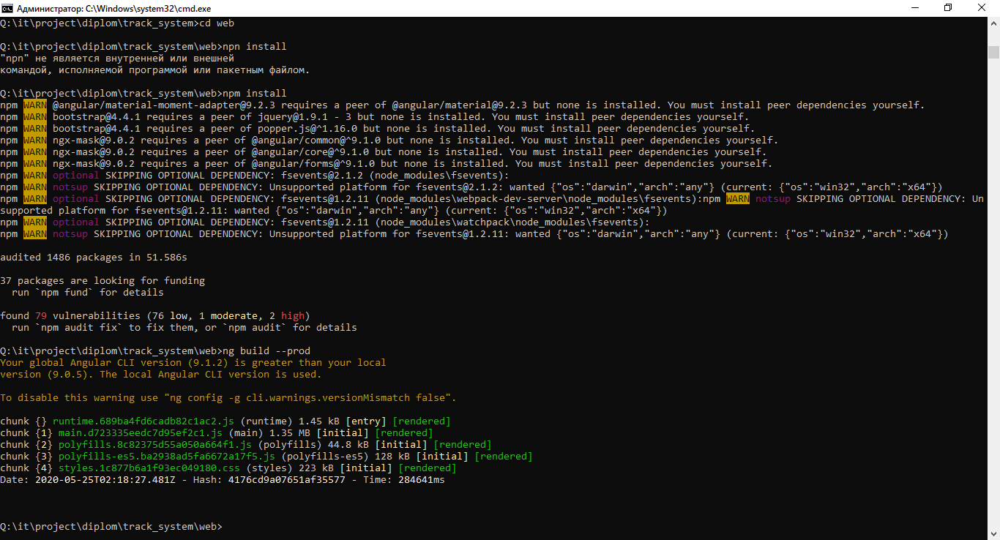 Администратор: C:\Windows\system32\cmd.exe
Q:\it\project\diplom\track_system>cd web
Q:\it\project\diplom\track_system\web>npn install
"npn" не является внутренней или внешней
командой, исполняемой программой или пакетным файлом.
Q:\it\project\diplom\track_system\web>npm install
npm WARN @angular/material-moment-adapter@9.2.3 requires a peer of @angular/material@9.2.3 but none is installed. You must install peer dependencies yourself.
npm WARN bootstrap@4.4.1 requires a peer of jquery@1.9.1 - 3 but none is installed. You must install peer dependencies yourself.
npm WARN bootstrap@4.4.1 requires a peer of popper.js@^1.16.0 but none is installed. You must install peer dependencies yourself.
npm WARN ngx-mask@9.0.2 requires a peer of @angular/common@^9.1.0 but none is installed. You must install peer dependencies yourself.
npm WARN ngx-mask@9.0.2 requires a peer of @angular/core@^9.1.0 but none is installed. You must install peer dependencies yourself.
npm WARN ngx-mask@9.0.2 requires a peer of @angular/forms@^9.1.0 but none is installed. You must install peer dependencies yourself.
npm WARN optional SKIPPING OPTIONAL DEPENDENCY: fsevents@2.1.2 (node_modules\fsevents):
npm WARN notsup SKIPPING OPTIONAL DEPENDENCY: Unsupported platform for fsevents@2.1.2: wanted {"os":"darwin","arch":"any"} (current: {"os":"win32","arch":"x64"})
npm WARN optional SKIPPING OPTIONAL DEPENDENCY: fsevents@1.2.11 (node_modules\webpack-dev-server\node_modules\fsevents):npm WARN notsup SKIPPING OPTIONAL DEPENDENCY: Un
supported platform for fsevents@1.2.11: wanted {"os":"darwin","arch":"any"} (current: {"os":"win32","arch":"x64"})
npm WARN optional SKIPPING OPTIONAL DEPENDENCY: fsevents@1.2.11 (node_modules\watchpack\node_modules\fsevents):
npm WARN notsup SKIPPING OPTIONAL DEPENDENCY: Unsupported platform for fsevents@1.2.11: wanted {"os":"darwin","arch":"any"} (current: {"os":"win32","arch":"x64"})
audited 1486 packages in 51.586s
37 packages are looking for funding
run `npm fund` for details
found 79 vulnerabilities (76 low, 1 moderate, 2 high)
run `npm audit fix` to fix them, or `npm audit` for details
Q:\it\project\diplom\track_system\web>ng build --prod
Your global Angular CLI version (9.1.2) is greater than your local
version (9.0.5). The local Angular CLI version is used.
To disable this warning use "ng config -g cli.warnings.versionMismatch false".
chunk {} runtime.689ba4fd6cadb82c1ac2.js (runtime) 1.45 kB [entry] [rendered]
chunk {1} main.d723335eedc7d95ef2c1.js (main) 1.35 MB [initial] [rendered]
chunk {2} polyfills.8c82375d55a050a664f1.js (polyfills) 44.8 kB [initial] [rendered]
chunk {3} polyfills-es5.ba2938ad5fa6672a17f5.js (polyfills-es5) 128 kB [initial] [rendered]
chunk {4} styles.1c877b6a1f93ec049180.css (styles) 223 kB [initial] [rendered]
Date: 2020-05-25T02:18:27.481Z - Hash: 4176cd9a07651af35577 - Time: 284641ms
Q:\it\project\diplom\track_system\web>